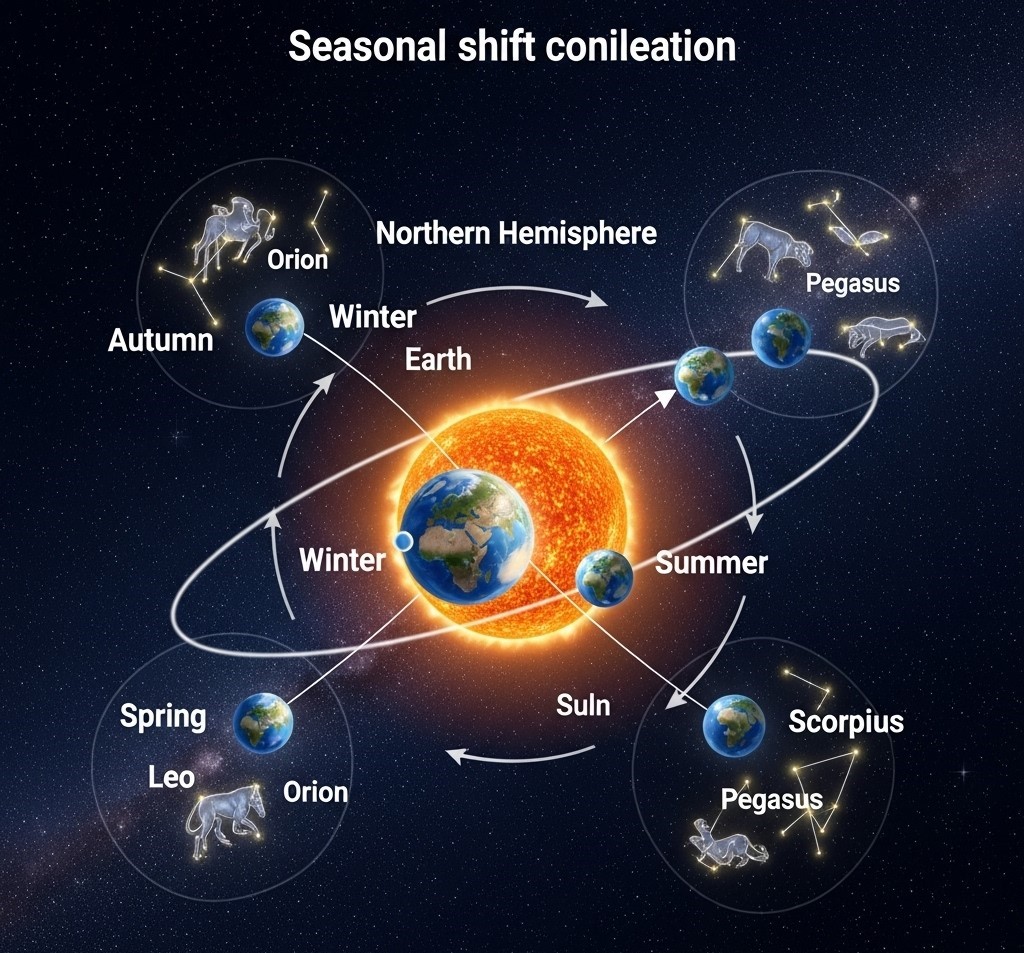 Seasonal shift conileation
Northern Hemisphere
Orion
Pegasus
Winter
Autumn
Earth
Winter
Summer
Suln
Spring
Scorpius
Leo
Orion
Pegasus